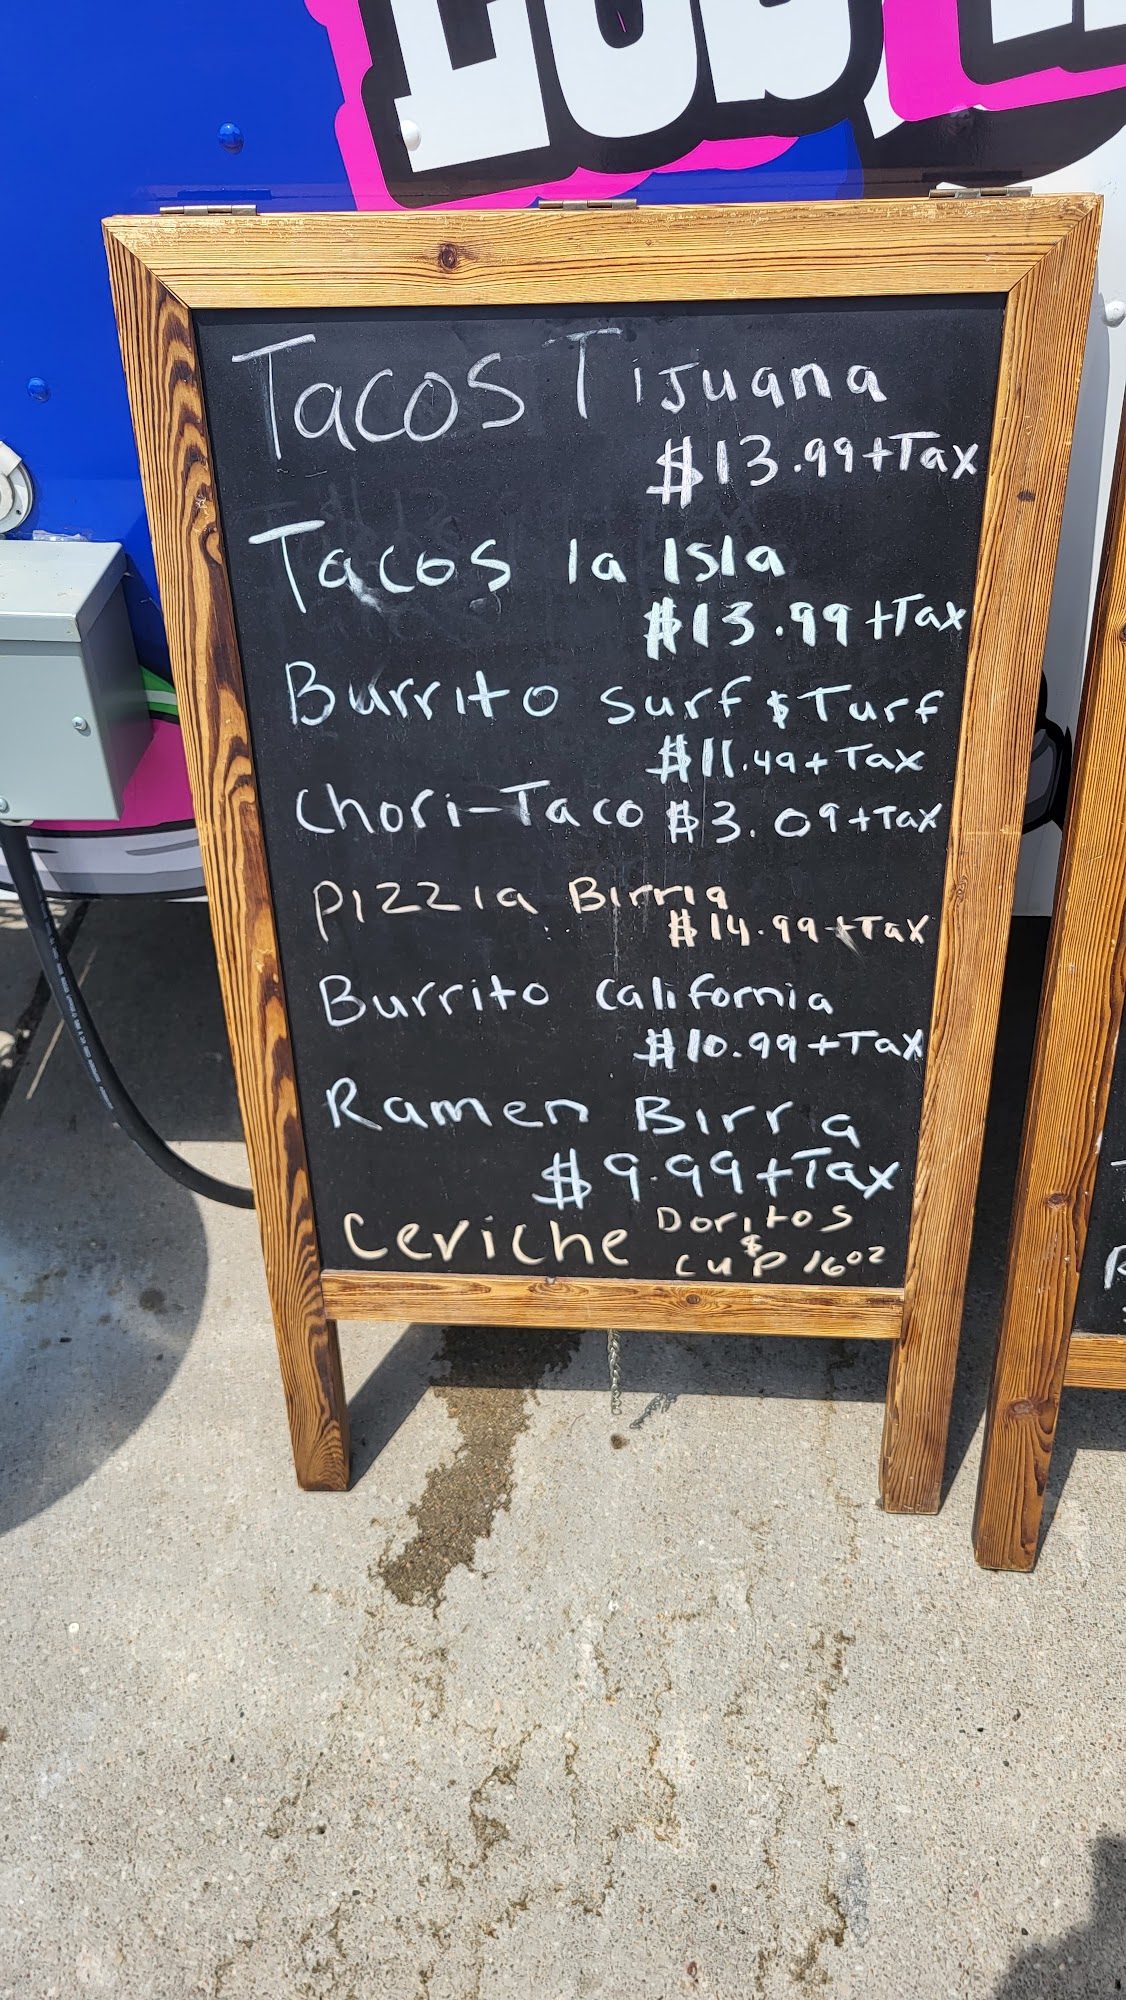 Tacos Tijuana
$13.99+Tax
Tacos la Isla
$13.99+Tax
Burrito surf $ Turf
$11.49+Tax
Chori-Taco $3.09+Tax
Pizzia Birria
$14.99+Tax
Burrito California
$10.99+Tax
Ramen Birria
$9.99+Tax
Ceviche Doritos
$
cup 16oz